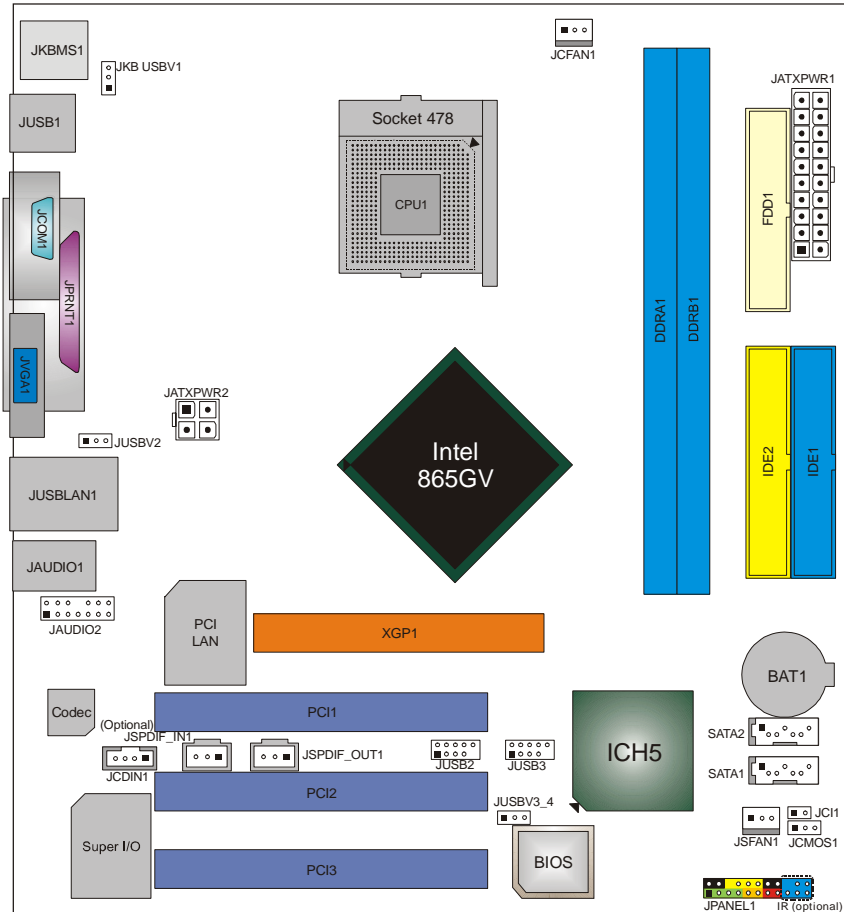 JKBMS1
JKB USBV1
JCFAN1
JATXPWR1
JUSB1
Socket 478
CPU1
FDD1
JCOM1
JPRNT1
DDRA1
DDRB1
JVGA1
JATXPWR2
JUSBV2
Intel
865GV
IDE2
IDE1
JUSBLAN1
JAUDIO1
JAUDIO2
PCI
LAN
XGP1
BAT1
Codec
PCI1
(Optional)
JSPDIF_IN1
JSPDIF_OUT1
JCDIN1
JUSB2
JUSB3
ICH5
SATA2
SATA1
PCI2
JUSBV3_4
JCI1
JSFAN1
JCMOS1
Super I/O
BIOS
PCI3
JPANEL1
IR (optional)